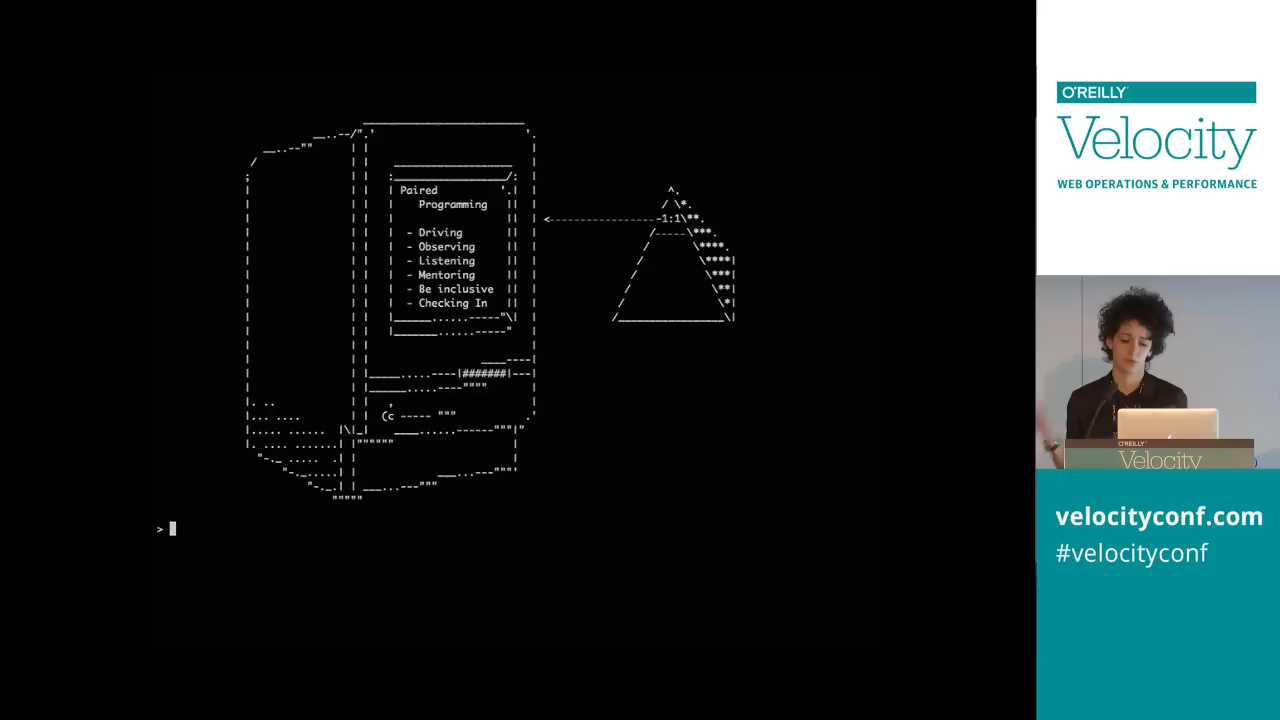 Paired
Programming
- Driving
- Observing
- Listening
- Mentoring
- Be inclusive
- Checking In
1:1
>
O'REILLY
Velocity
WEB OPERATIONS & PERFORMANCE
O'REILLY
Velocity
velocityconf.com
#velocityconf